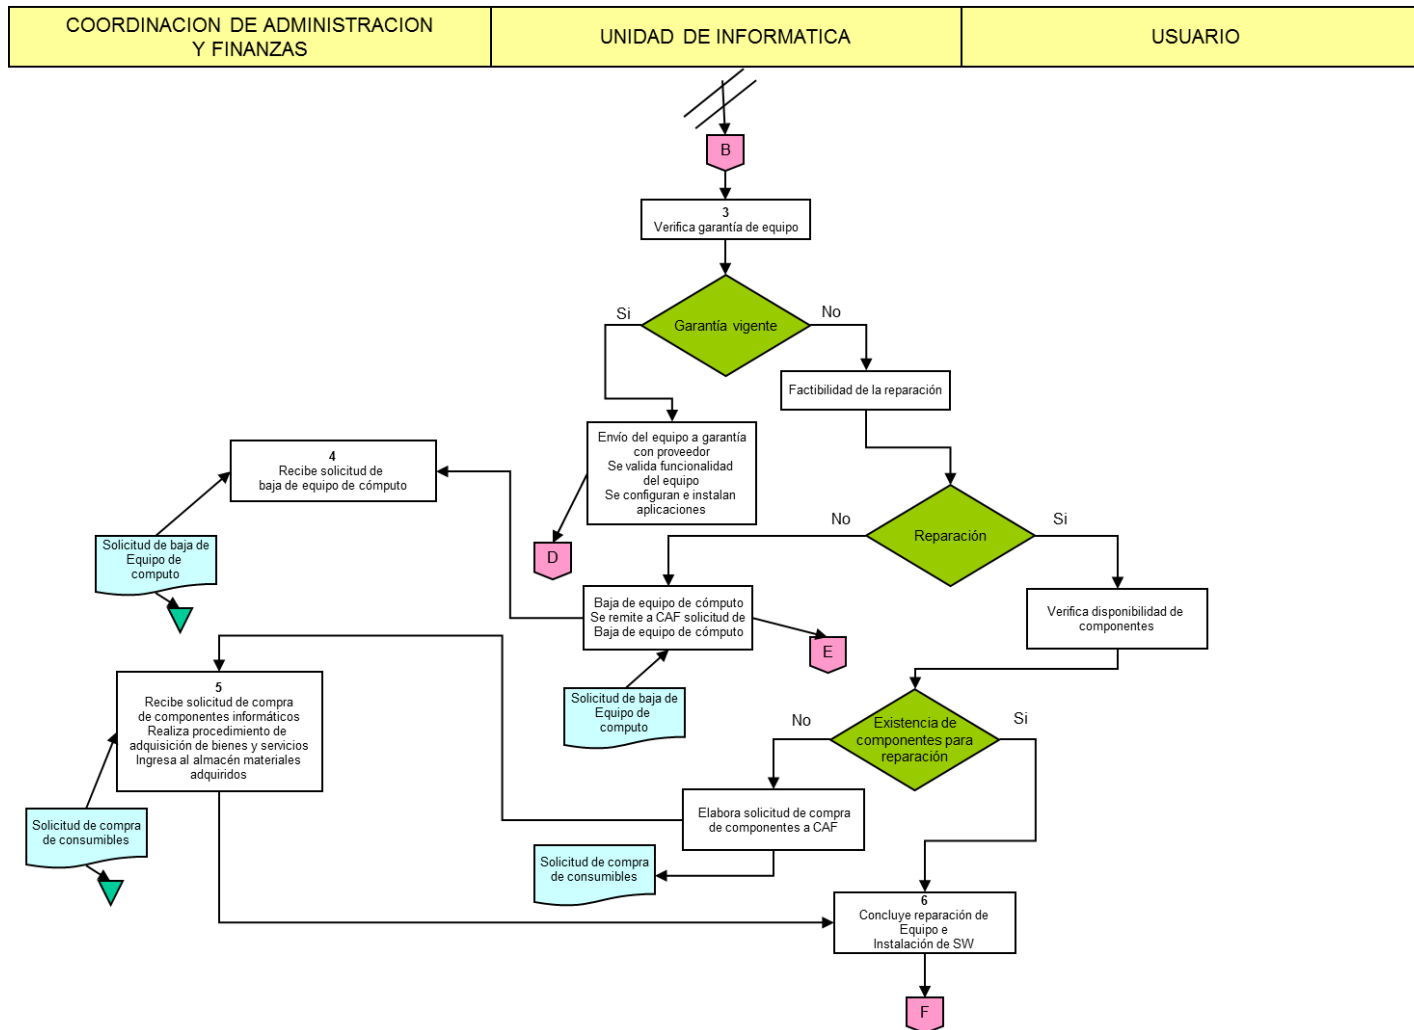 COORDINACION DE ADMINISTRACION
Y FINANZAS
UNIDAD DE INFORMATICA
USUARIO
B
3
Verifica garantía de equipo
Si
Garantía vigente
No
Factibilidad de la reparación
Envío del equipo a garantía
con proveedor
Se valida funcionalidad
del equipo
Se configuran e instalan
aplicaciones
4
Recibe solicitud de
baja de equipo de cómputo
No
Reparación
Si
Solicitud de baja de
Equipo de
computo
D
Baja de equipo de cómputo
Se remite a CAF solicitud de
Baja de equipo de cómputo
Verifica disponibilidad de
componentes
E
5
Recibe solicitud de compra
de componentes informáticos
Realiza procedimiento de
adquisición de bienes y servicios
Ingresa al almacén materiales
adquiridos
Solicitud de baja de
Equipo de
computo
No
Existencia de
componentes para
reparación
Si
Solicitud de compra
de consumibles
Elabora solicitud de compra
de componentes a CAF
Solicitud de compra
de consumibles
6
Concluye reparación de
Equipo e
Instalación de SW
F